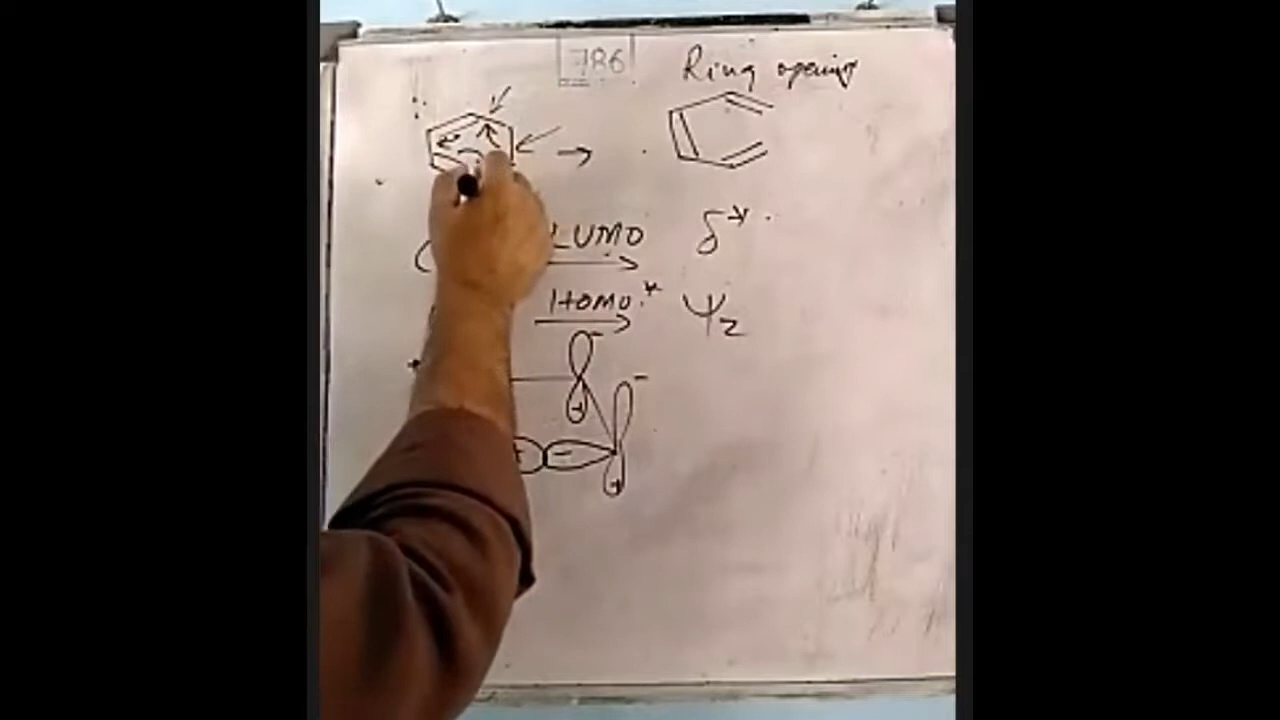 786
Ring opening
LUMO δ*
HOMO.* Ψ2
-
+
-
+ -
+